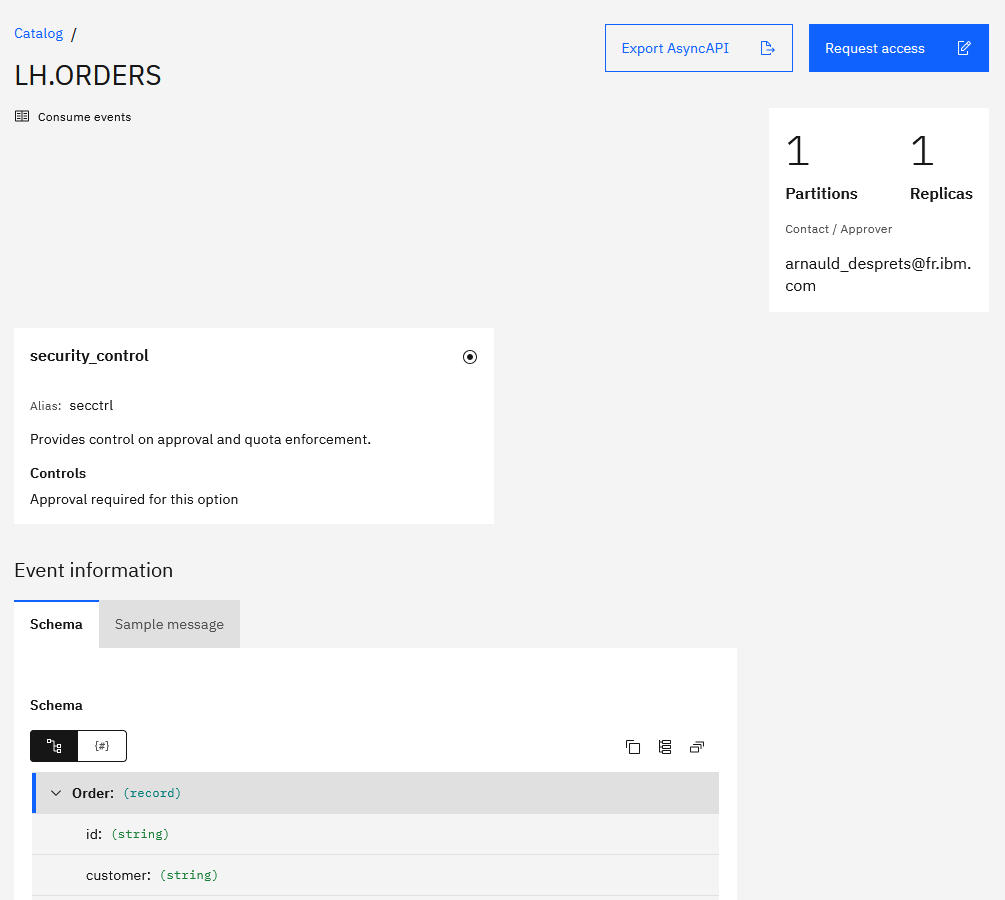 Catalog /
Export AsyncAPI
Request access
LH.ORDERS
Consume events
1 1
Partitions Replicas
Contact / Approver
arnauld_desprets@fr.ibm.
com
security_control
Alias: secctrl
Provides control on approval and quota enforcement.
Controls
Approval required for this option
Event information
Schema Sample message
Schema
{#}
Order: (record)
id: (string)
customer: (string)